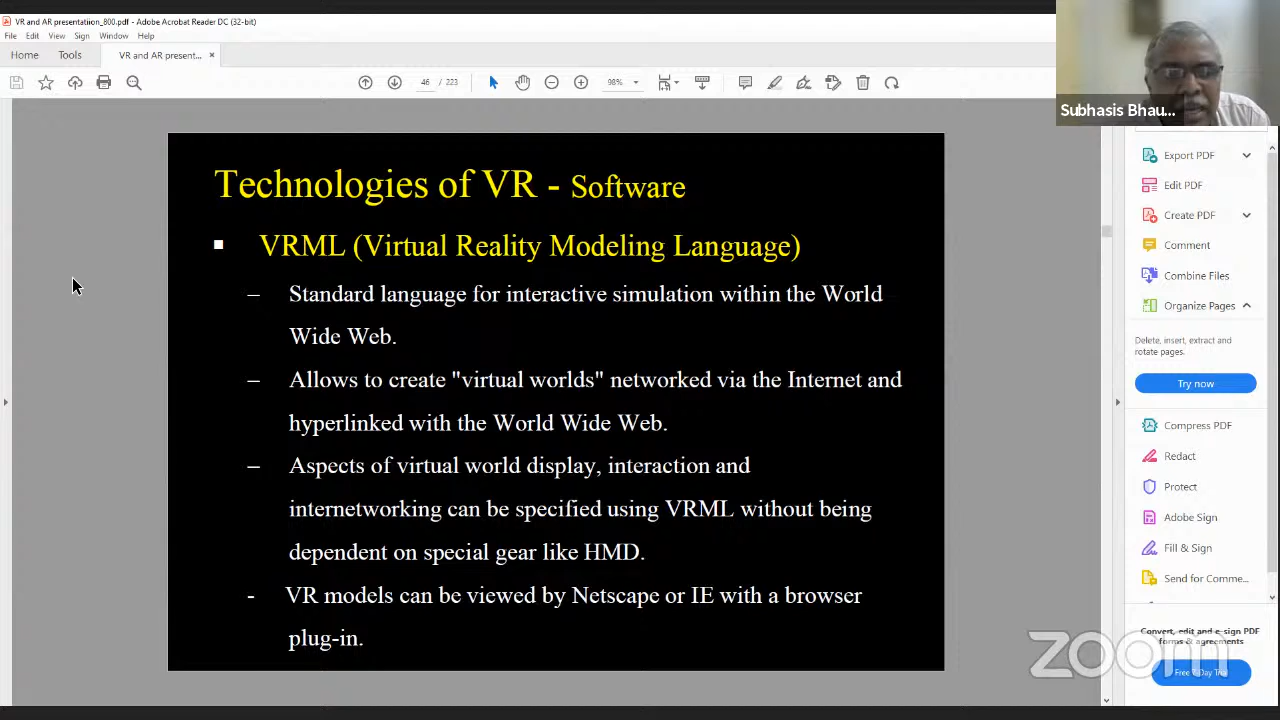 VR and AR presentation_800.pdf - Adobe Acrobat Reader DC (32-bit)
File Edit View Sign Window Help
Home Tools VR and AR present... ×
46 / 223 98%
Subhasis Bhau...
Technologies of VR - Software
▪ VRML (Virtual Reality Modeling Language)
– Standard language for interactive simulation within the World
Wide Web.
– Allows to create "virtual worlds" networked via the Internet and
hyperlinked with the World Wide Web.
– Aspects of virtual world display, interaction and
internetworking can be specified using VRML without being
dependent on special gear like HMD.
- VR models can be viewed by Netscape or IE with a browser
plug-in.
Export PDF
Edit PDF
Create PDF
Comment
Combine Files
Organize Pages
Delete, insert, extract and
rotate pages.
Try now
Compress PDF
Redact
Protect
Adobe Sign
Fill & Sign
Send for Comme...
Convert, edit and e-sign PDF
forms & agreements
Free 7-Day Trial
zoom